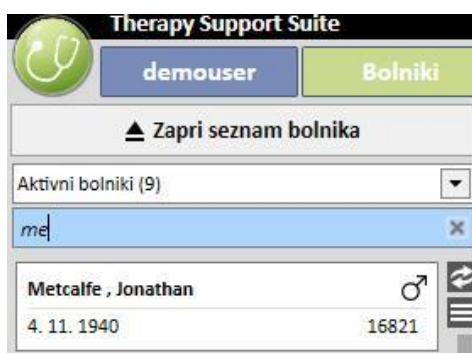 Therapy Support Suite
demouser Bolniki
Zapri seznam bolnika
Aktivni bolniki (9)
me
Metcalfe , Jonathan
4. 11. 1940 16821